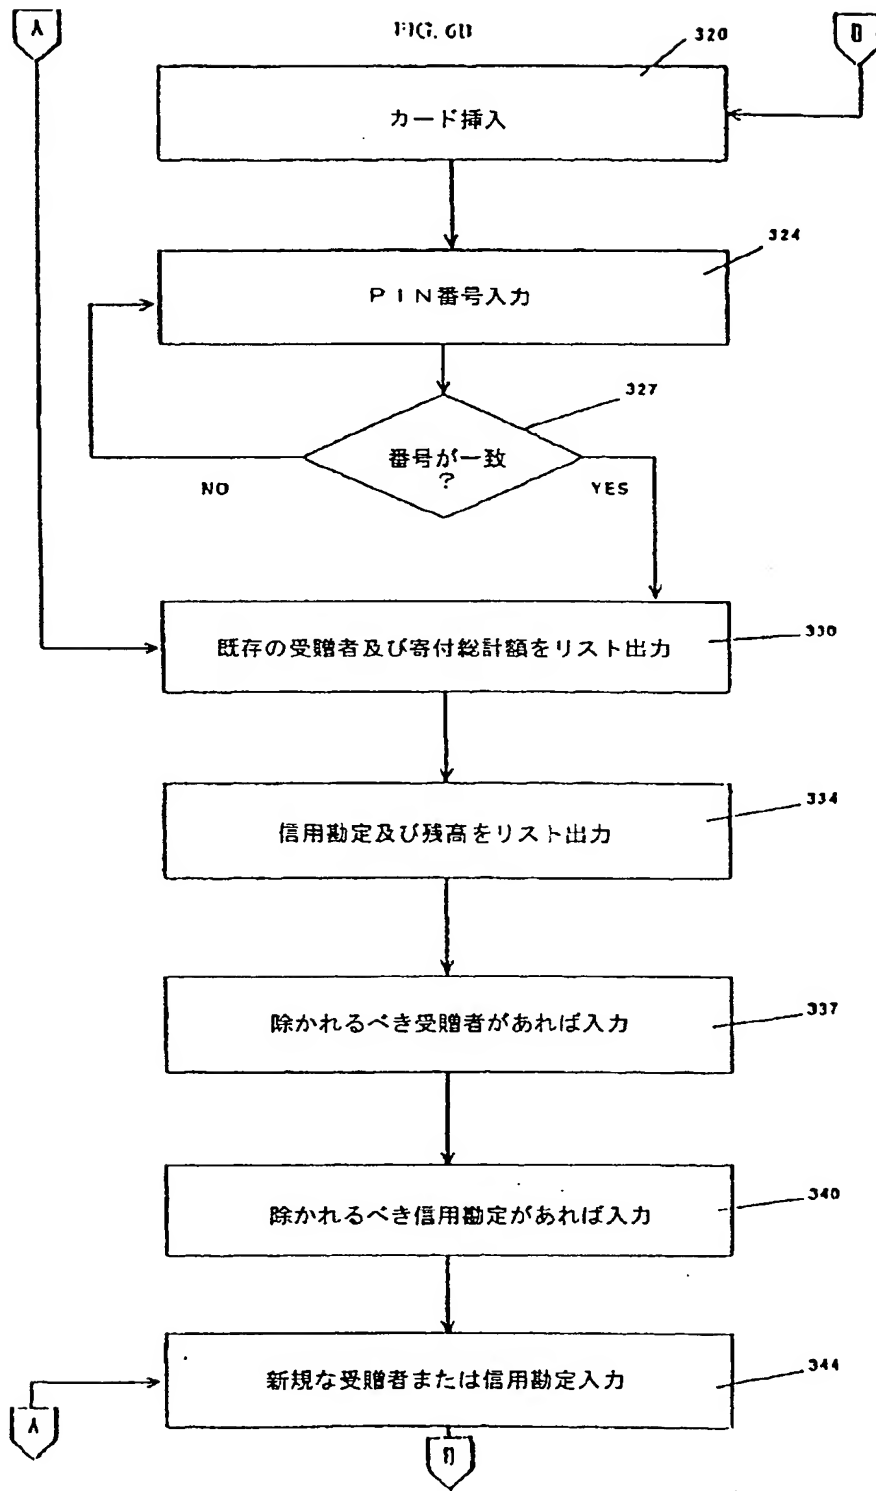 A
FIG. 6B
320
カード挿入
324
PIN番号入力
327
番号が一致
?
NO
YES
330
既存の受贈者及び寄付総計額をリスト出力
334
信用勘定及び残高をリスト出力
337
除かれるべき受贈者があれば入力
340
除かれるべき信用勘定があれば入力
344
新規な受贈者または信用勘定入力
A